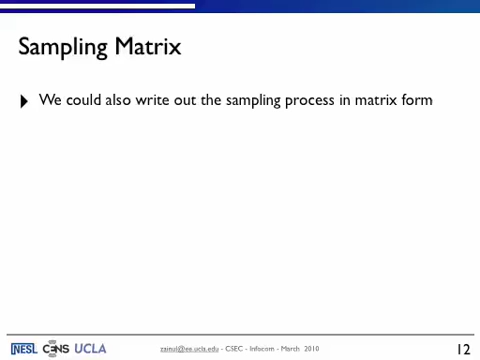 Sampling Matrix
We could also write out the sampling process in matrix form
NESL CENS UCLA zainul@ee.ucla.edu - CSEC - Infocom - March 2010 12